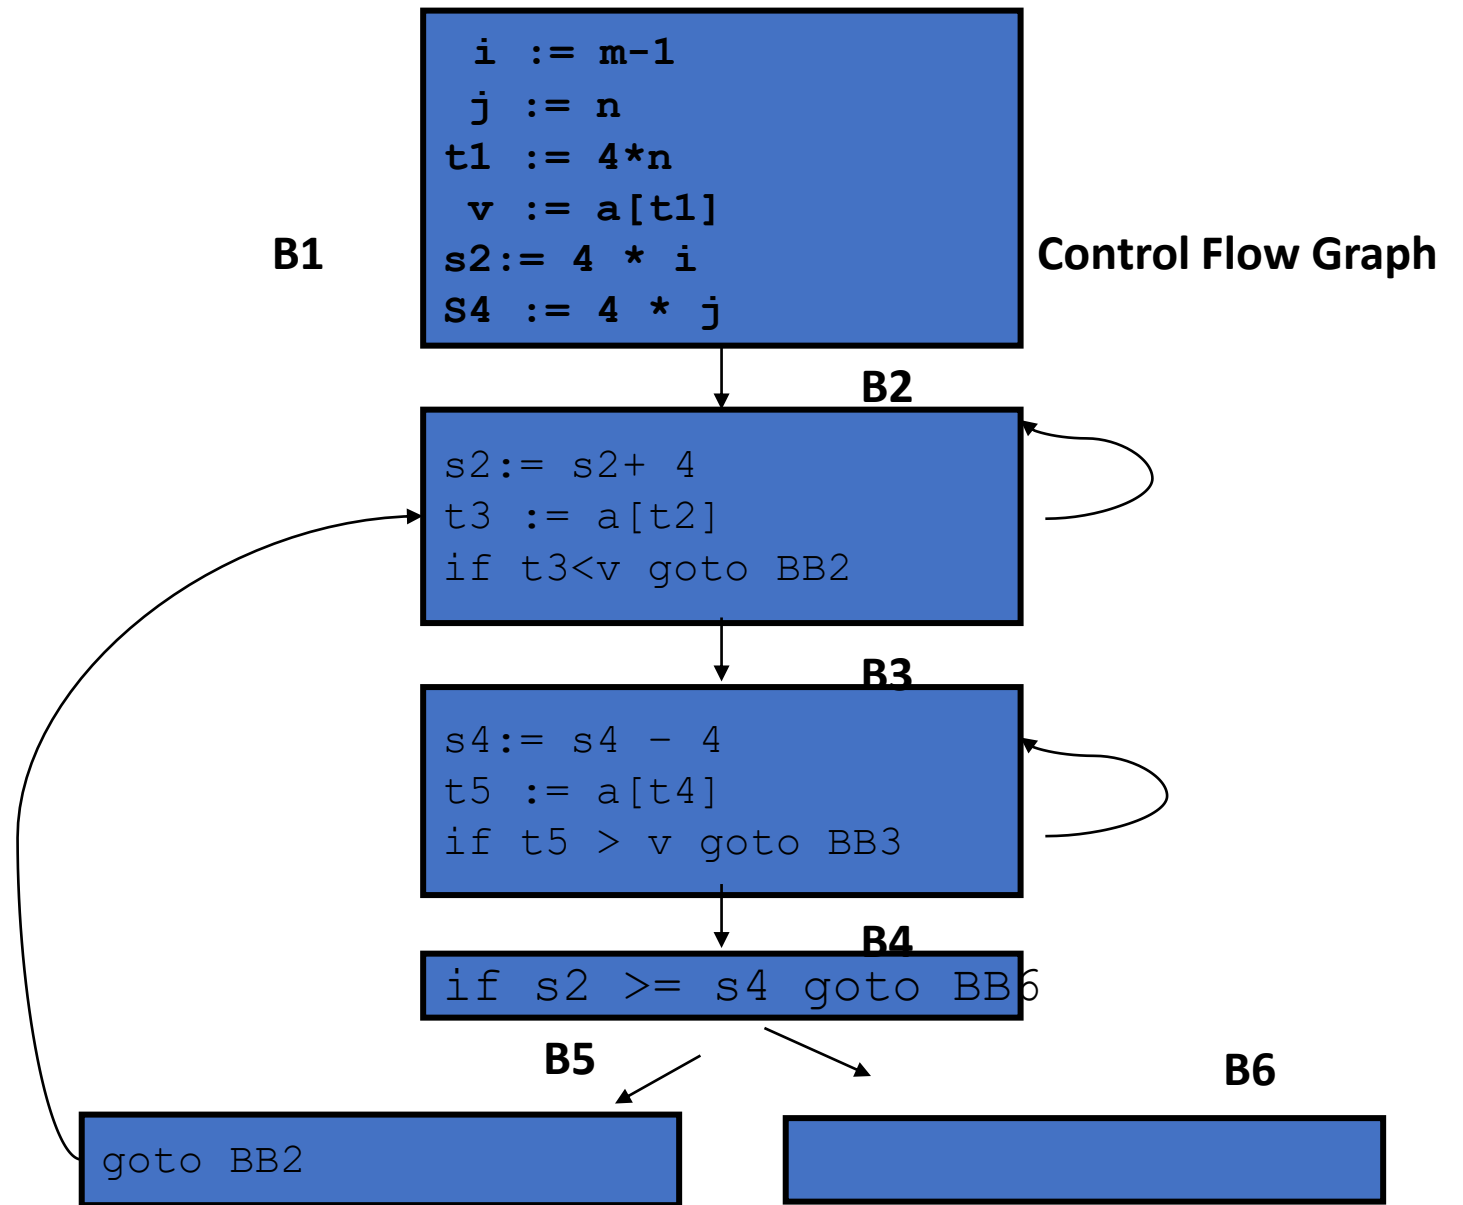 i := m-1
j := n
t1 := 4*n
v := a[t1]
s2:= 4 * i
S4 := 4 * j
B1
Control Flow Graph
B2
s2:= s2+ 4
t3 := a[t2]
if t3<v goto BB2
B3
s4:= s4 - 4
t5 := a[t4]
if t5 > v goto BB3
B4
if s2 >= s4 goto BB6
B5
B6
goto BB2